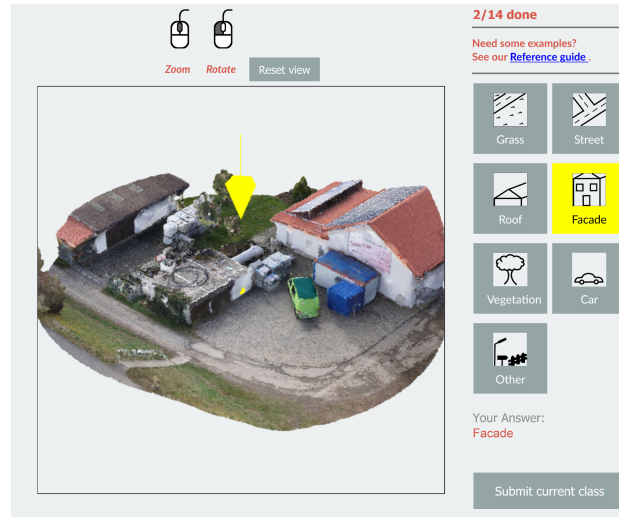 2/14 done
Need some examples?
See our Reference guide .
Zoom
Rotate
Reset view
Grass
Street
Roof
Facade
Vegetation
Car
Other
Your Answer:
Facade
Submit current class